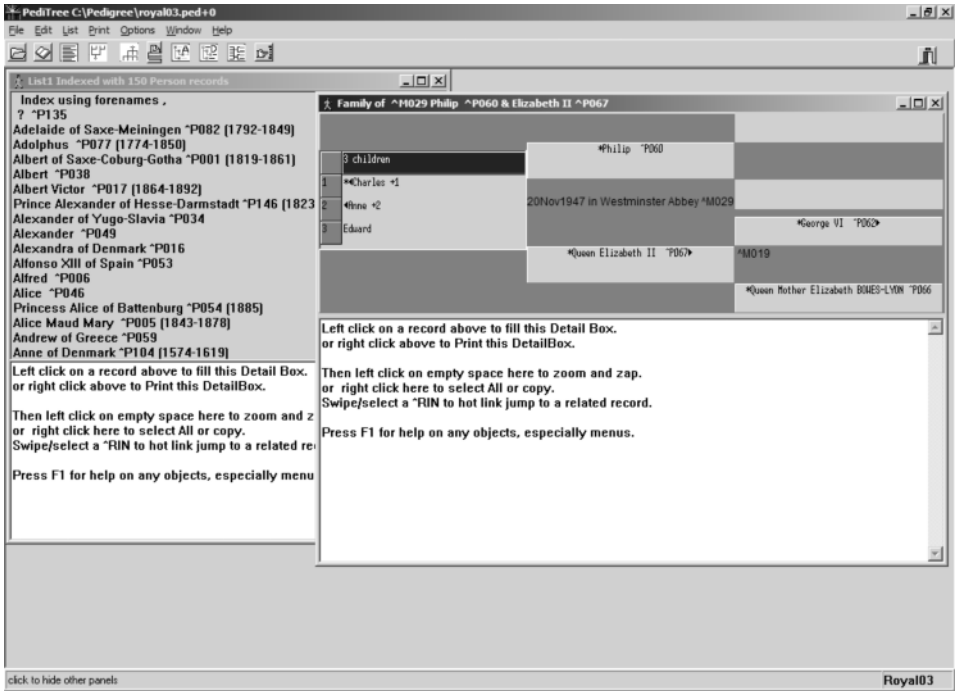 PediTree C:\Pedigree\royal03.ped+0
File Edit List Print Options Window Help
List1 Indexed with 150 Person records
Index using forenames ,
? ^P135
Adelaide of Saxe-Meiningen ^P082 (1792-1849)
Adolphus ^P077 (1774-1850)
Albert of Saxe-Coburg-Gotha ^P001 (1819-1861)
Albert ^P038
Albert Victor ^P017 (1864-1892)
Prince Alexander of Hesse-Darmstadt ^P146 (1823
Alexander of Yugo-Slavia ^P034
Alexander ^P049
Alexandra of Denmark ^P016
Alfonso XIII of Spain ^P053
Alfred ^P006
Alice ^P046
Princess Alice of Battenburg ^P054 (1885)
Alice Maud Mary ^P005 (1843-1878)
Andrew of Greece ^P059
Anne of Denmark ^P104 (1574-1619)
Left click on a record above to fill this Detail Box.
or right click above to Print this DetailBox.
Then left click on empty space here to zoom and z
or right click here to select All or copy.
Swipe/select a ^RIN to hot link jump to a related re
Press F1 for help on any objects, especially menu
Family of ^M029 Philip ^P060 & Elizabeth II ^P067
3 children
1 *Charles +1
2 Anne +2
3 Edward
*Philip ^P060
20Nov1947 in Westminster Abbey ^M029
*Queen Elizabeth II ^P067
*George VI ^P062
^M019
*Queen Mother Elizabeth BOWES-LYON ^P066
Left click on a record above to fill this Detail Box.
or right click above to Print this DetailBox.
Then left click on empty space here to zoom and zap.
or right click here to select All or copy.
Swipe/select a ^RIN to hot link jump to a related record.
Press F1 for help on any objects, especially menus.
click to hide other panels
Royal03